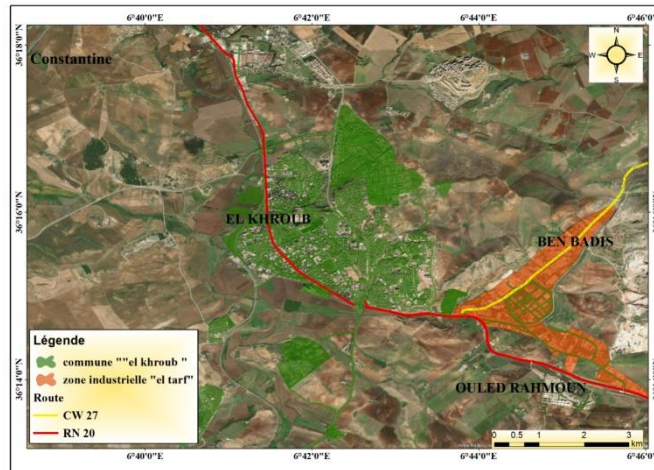 6°40'0"E 6°42'0"E 6°44'0"E 6°46'0"E
36°18'0"N
Constantine
N
W E
S
36°16'0"N
EL KHROUB
BEN BADIS
Légende
commune ""el khroub "
zone industrielle "el tarf"
Route
CW 27
RN 20
36°14'0"N
OULED RAHMOUN
0 0.5 1 2 3
km
6°40'0"E 6°42'0"E 6°44'0"E 6°46'0"E